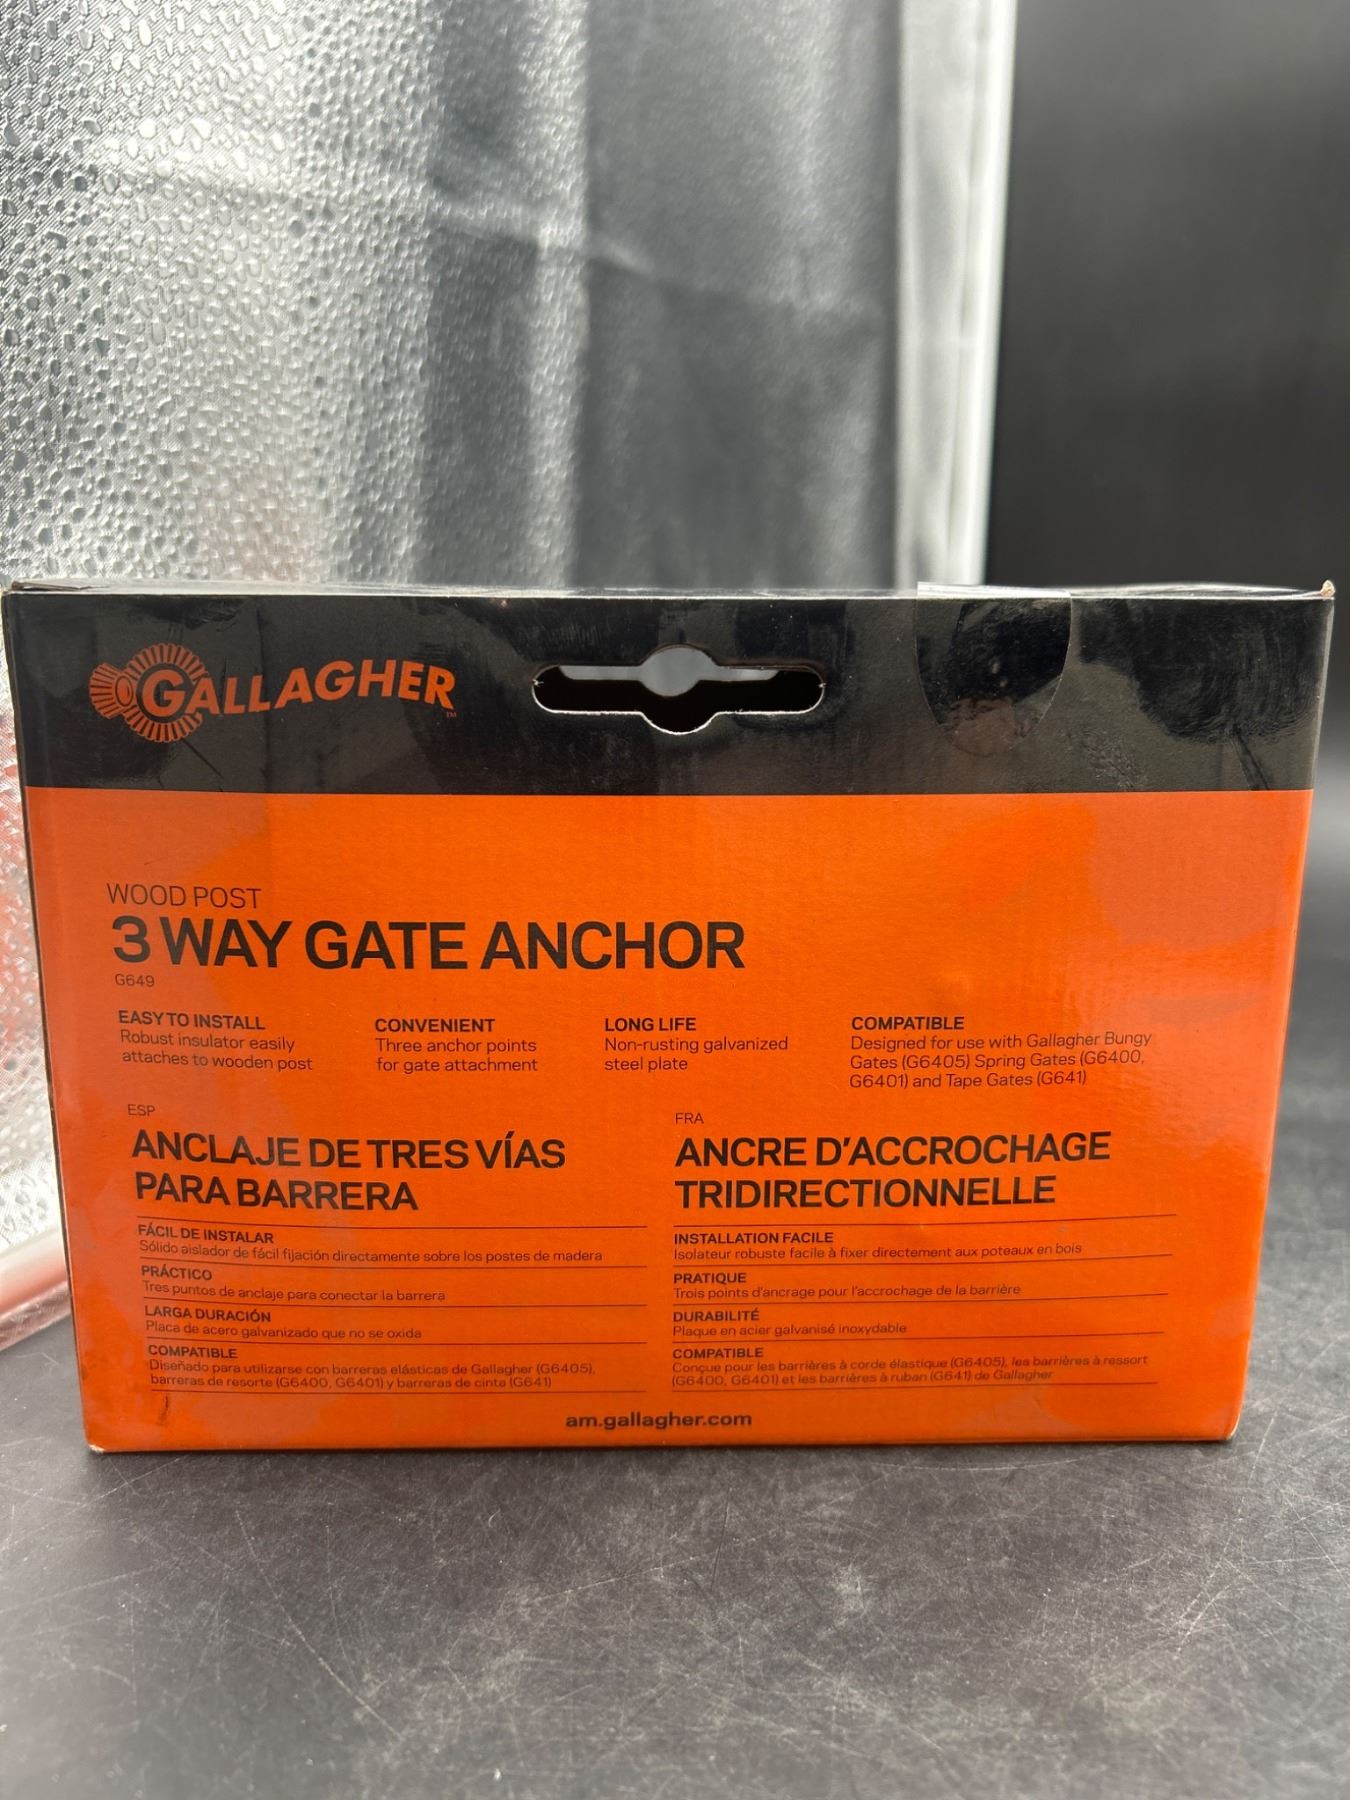 GALLAGHER™
WOOD POST
3 WAY GATE ANCHOR
G649
EASY TO INSTALL
Robust insulator easily
attaches to wooden post
CONVENIENT
Three anchor points
for gate attachment
LONG LIFE
Non-rusting galvanized
steel plate
COMPATIBLE
Designed for use with Gallagher Bungy
Gates (G6405) Spring Gates (G6400,
G6401) and Tape Gates (G641)
ESP
ANCLAJE DE TRES VÍAS
PARA BARRERA
FÁCIL DE INSTALAR
Sólido aislador de fácil fijación directamente sobre los postes de madera
PRÁCTICO
Tres puntos de anclaje para conectar la barrera
LARGA DURACIÓN
Placa de acero galvanizado que no se oxida
COMPATIBLE
Diseñado para utilizarse con barreras elásticas de Gallagher (G6405),
barreras de resorte (G6400, G6401) y barreras de cinta (G641)
FRA
ANCRE D'ACCROCHAGE
TRIDIRECTIONNELLE
INSTALLATION FACILE
Isolateur robuste facile à fixer directement aux poteaux en bois
PRATIQUE
Trois points d'ancrage pour l'accrochage de la barrière
DURABILITÉ
Plaque en acier galvanisé inoxydable
COMPATIBLE
Conçue pour les barrières à corde élastique (G6405), les barrières à ressort
(G6400, G6401) et les barrières à ruban (G641) de Gallagher
am.gallagher.com